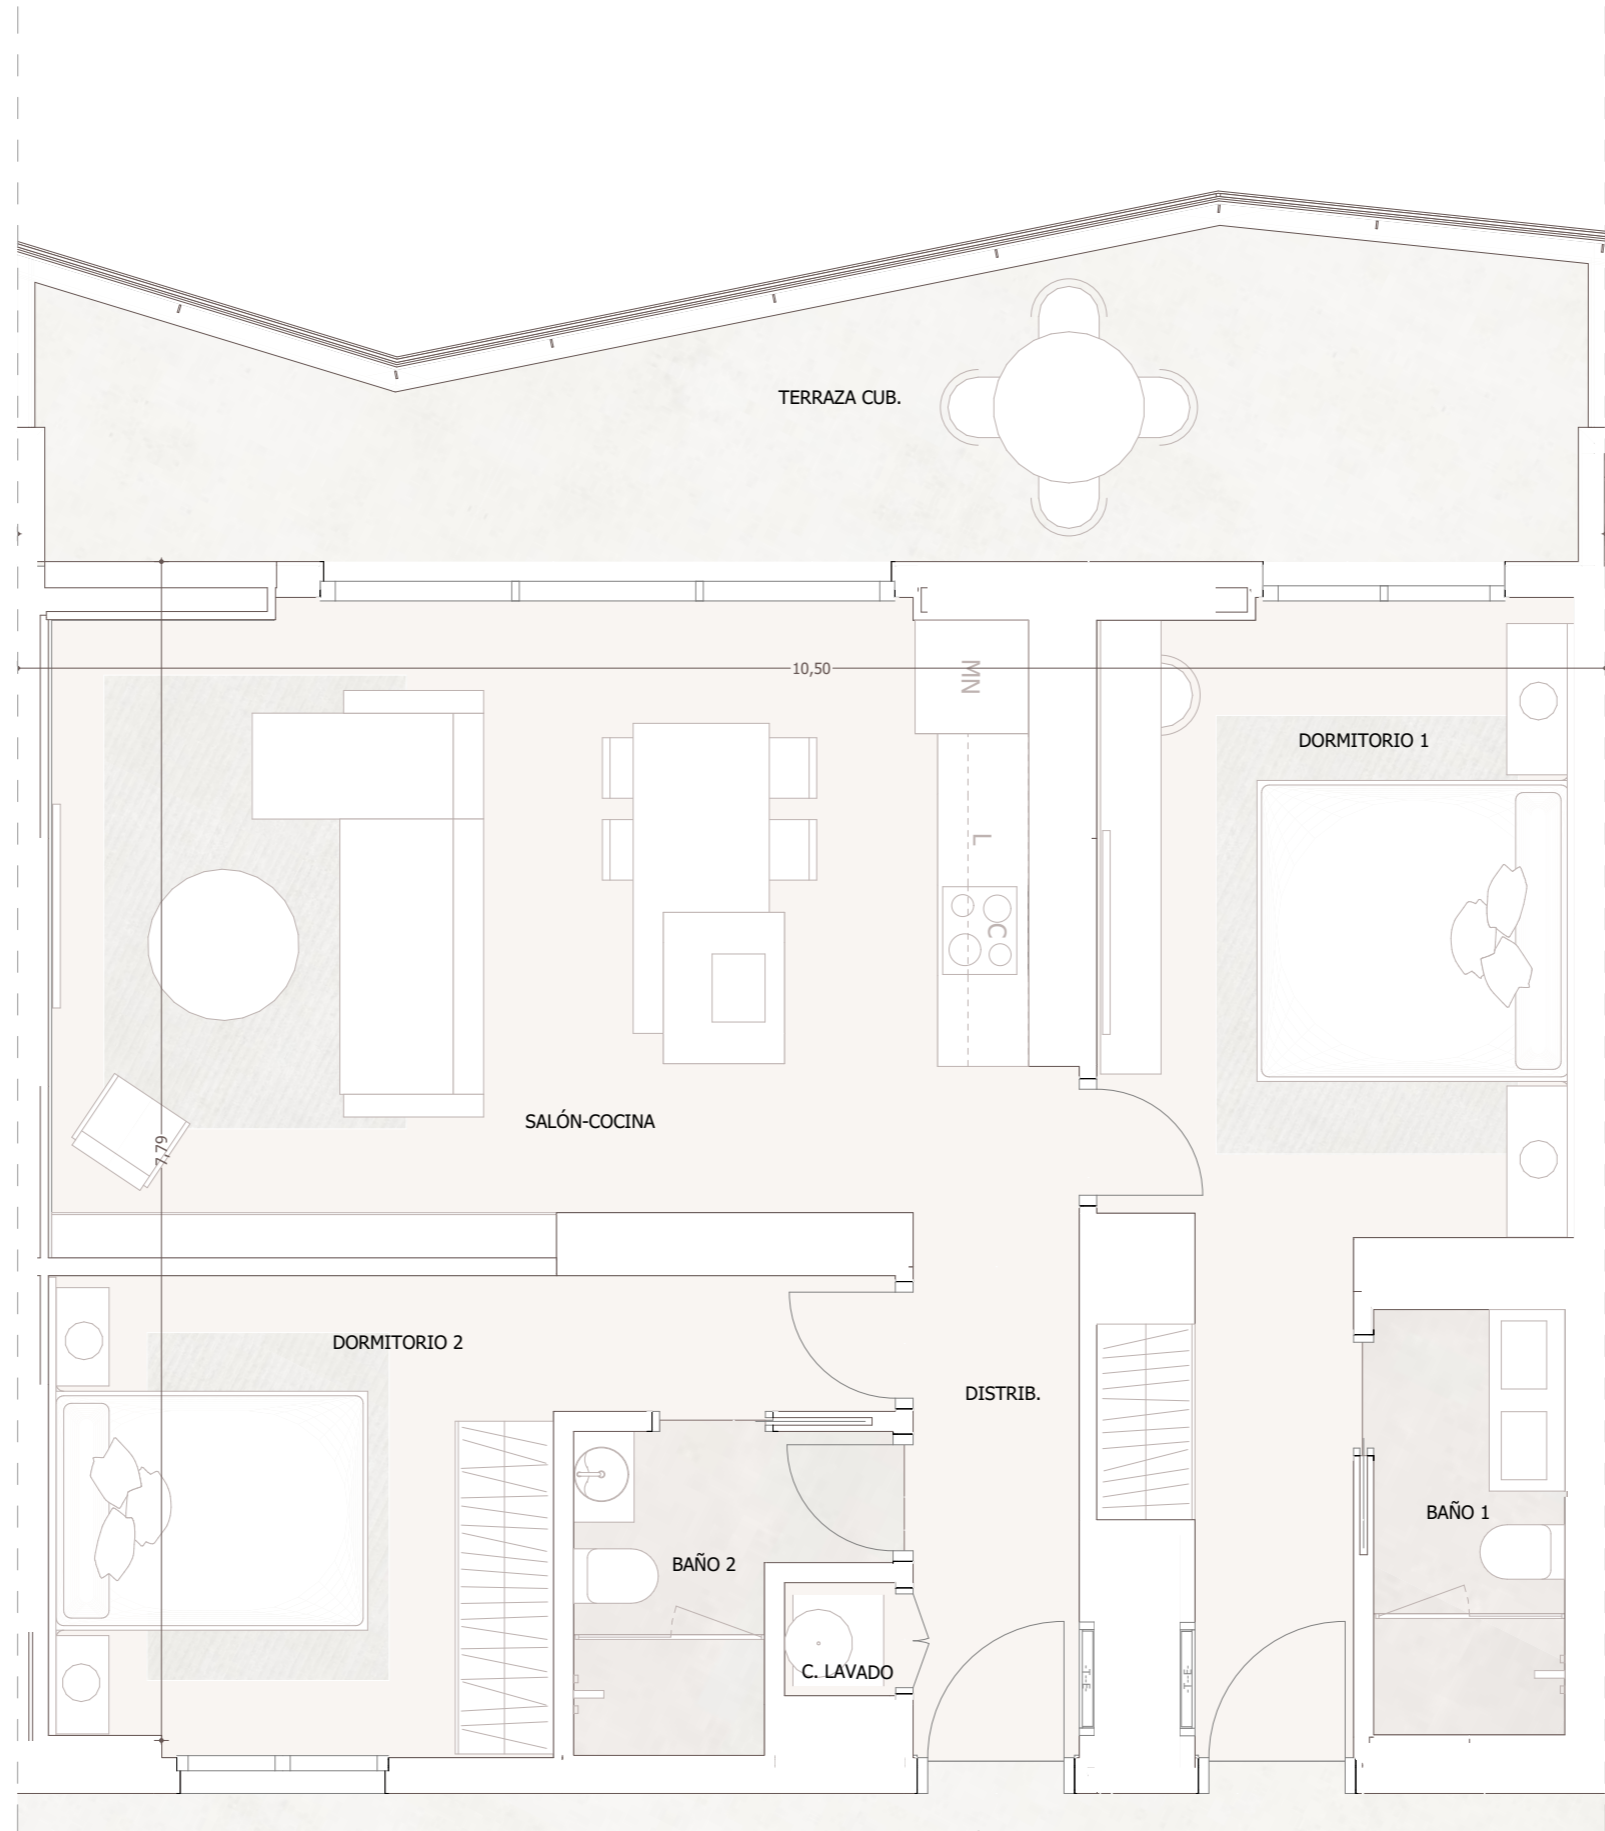 TERRAZA CUB.
10,50
MN
DORMITORIO 1
L
C
SALÓN-COCINA
7,79
DORMITORIO 2
DISTRIB.
BAÑO 1
BAÑO 2
C. LAVADO
-T-E-
-T-E-